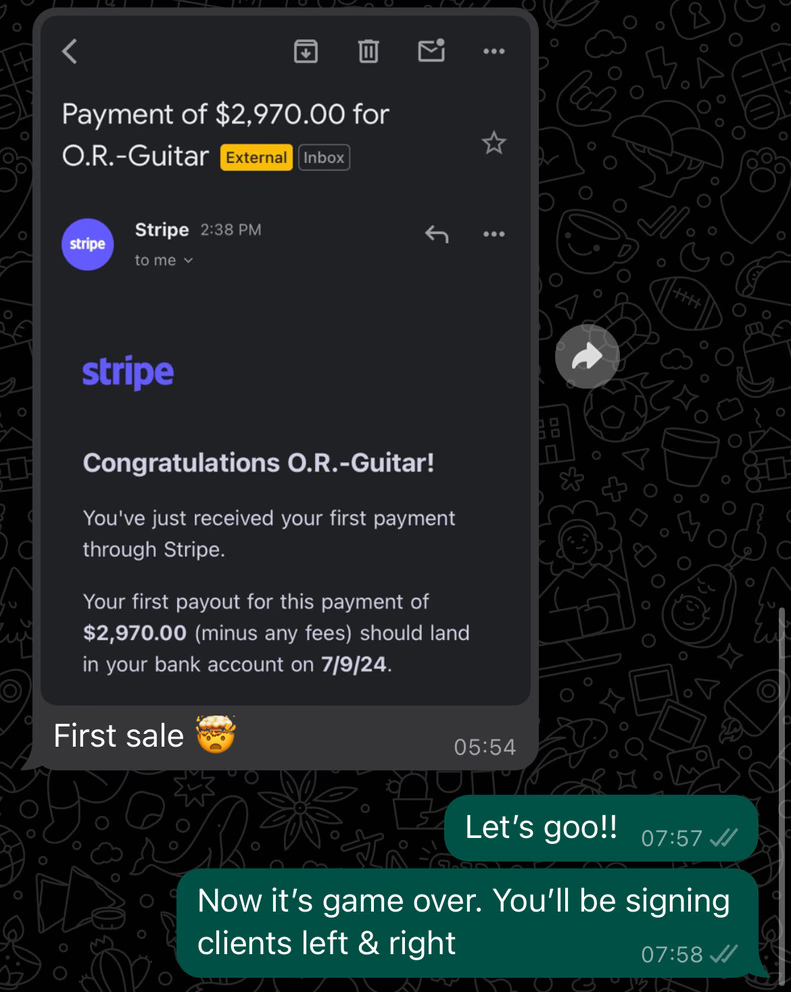 Payment of $2,970.00 for
O.R.-Guitar External Inbox
Stripe 2:38 PM
stripe
to me
stripe
Congratulations O.R.-Guitar!
You've just received your first payment
through Stripe.
Your first payout for this payment of
$2,970.00 (minus any fees) should land
in your bank account on 7/9/24.
First sale 🤯
05:54
Let’s goo!! 07:57
Now it’s game over. You’ll be signing
clients left & right
07:58